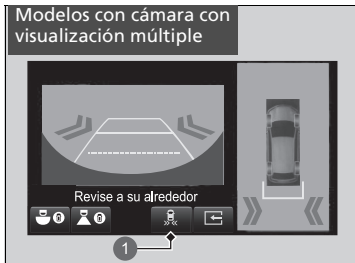 Modelos con cámara con
visualización múltiple
Revise a su alrededor
1